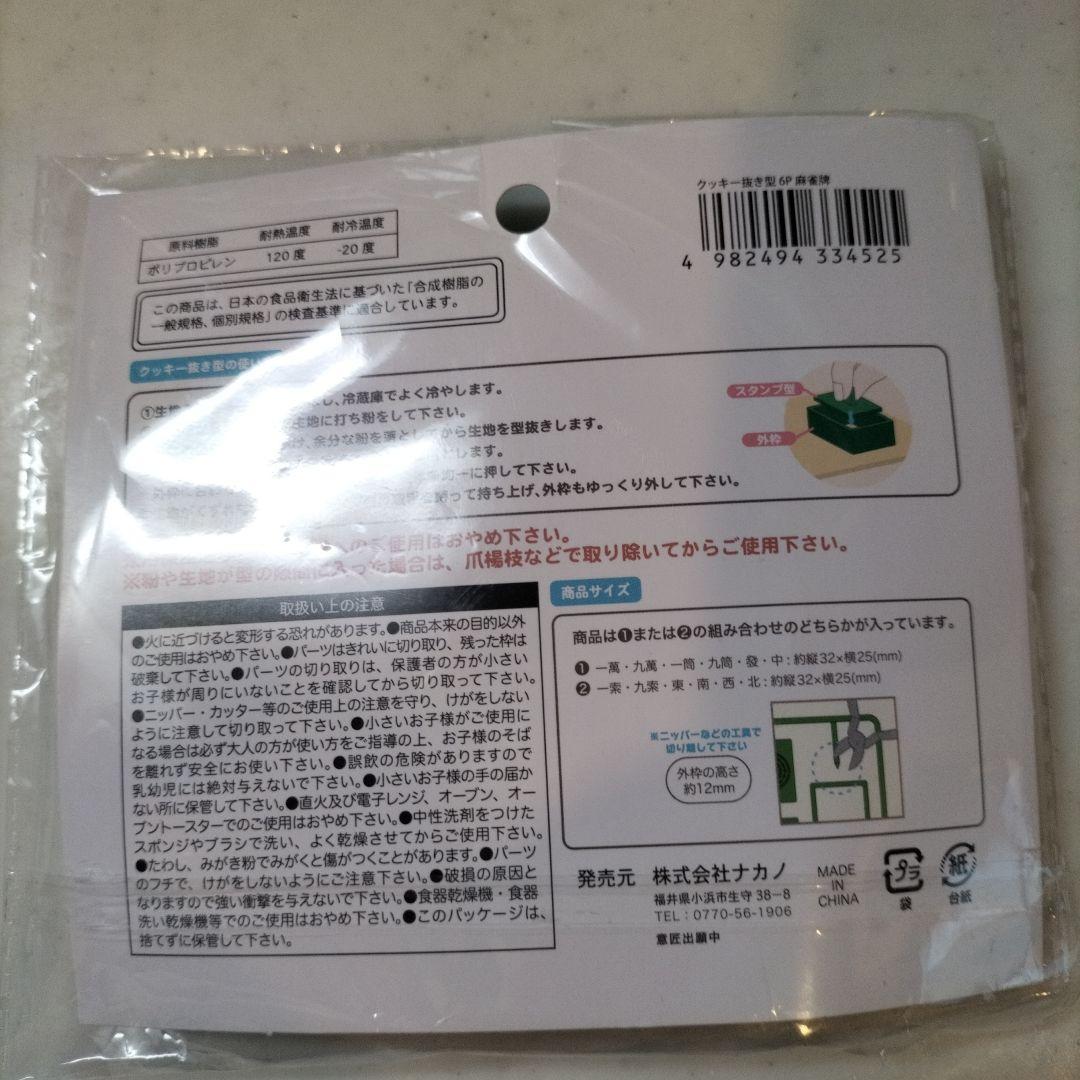 クッキー抜き型 6P 麻雀牌
4 982494 334525
原料樹脂 耐熱温度 耐冷温度
ポリプロピレン 120度 -20度
この商品は、日本の食品衛生法に基づいた「合成樹脂の
一般規格、個別規格」の検査基準に適合しています。
クッキー抜き型の使い
①生地
し、冷蔵庫でよく冷やします。
生地に打ち粉をして下さい。
余分な粉を落としてから生地を型抜きします。
します。
に押して下さい。
って持ち上げ、外枠もゆっくり外して下さい。
スタンプ型
外枠
のご使用はおやめ下さい。
※粉や生地が型の隙間に入った場合は、爪楊枝などで取り除いてからご使用下さい。
取扱い上の注意
●火に近づけると変形する恐れがあります。●商品本来の目的以外
のご使用はおやめ下さい。●パーツはきれいに切り取り、残った枠は
破棄して下さい。●パーツの切り取りは、保護者の方が小さい
お子様が周りにいないことを確認してから切り取って下さい。
●ニッパー・カッター等のご使用上の注意を守り、けがをしない
ように注意して切り取って下さい。●小さいお子様がご使用に
なる場合は必ず大人の方が使い方をご指導の上、お子様のそば
を離れず安全にお使い下さい。●誤飲の危険がありますので
乳幼児には絶対与えないで下さい。●小さいお子様の手の届か
ない所に保管して下さい。●直火及び電子レンジ、オーブン、オー
ブントースターでのご使用はおやめ下さい。●中性洗剤をつけた
スポンジやブラシで洗い、よく乾燥させてからご使用下さい。
●たわし、みがき粉でみがくと傷がつくことがあります。●パーツ
のフチで、けがをしないようにご注意下さい。●破損の原因と
なりますので強い衝撃を与えないで下さい。●食器乾燥機・食器
洗い乾燥機等でのご使用はおやめ下さい。●このパッケージは、
捨てずに保管して下さい。
商品サイズ
商品は❶または❷の組み合わせのどちらかが入っています。
❶ 一萬・九萬・一筒・九筒・發・中：約縦32×横25(mm)
❷ 一索・九索・東・南・西・北：約縦32×横25(mm)
※ニッパーなどの工具で
切り離して下さい
外枠の高さ
約12mm
発売元 株式会社ナカノ
福井県小浜市生守 38－8
TEL：0770-56-1906
意匠出願中
MADE
IN
CHINA
プラ
袋
紙
台紙